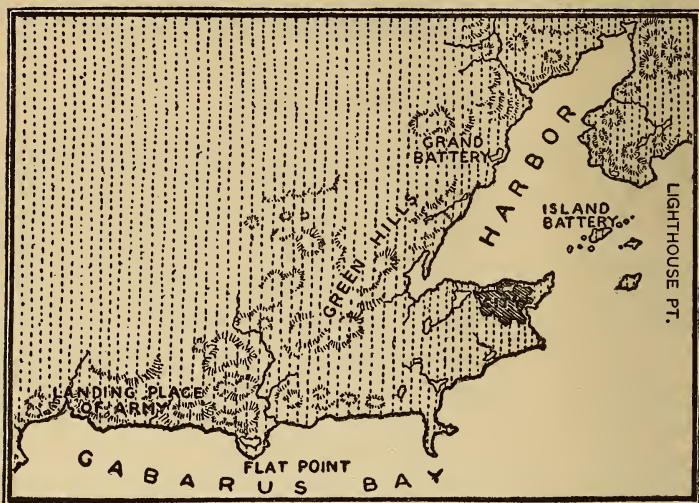 GRAND
BATTERY
HARBOR
ISLAND
BATTERY
LIGHTHOUSE PT.
GREEN HILLS
LANDING PLACE
OF ARMY
FLAT POINT
GABARUS BAY